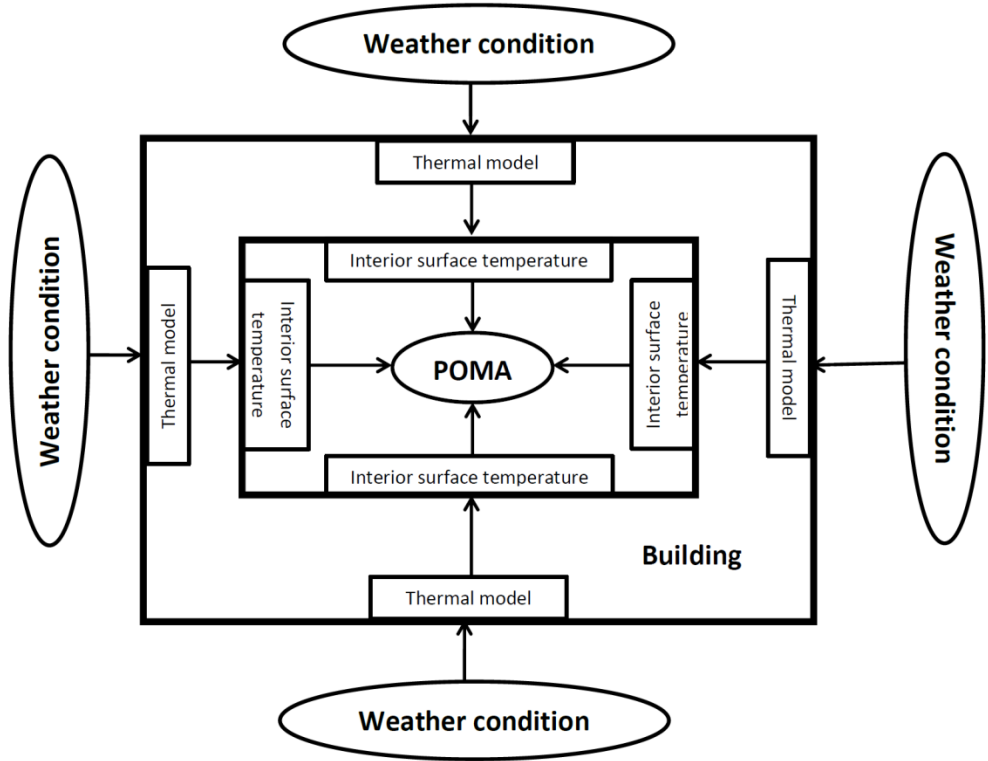 Weather condition
Thermal model
Interior surface temperature
Weather condition
Thermal model
Interior surface
temperature
POMA
Interior surface
temperature
Thermal model
Weather condition
Interior surface temperature
Building
Thermal model
Weather condition